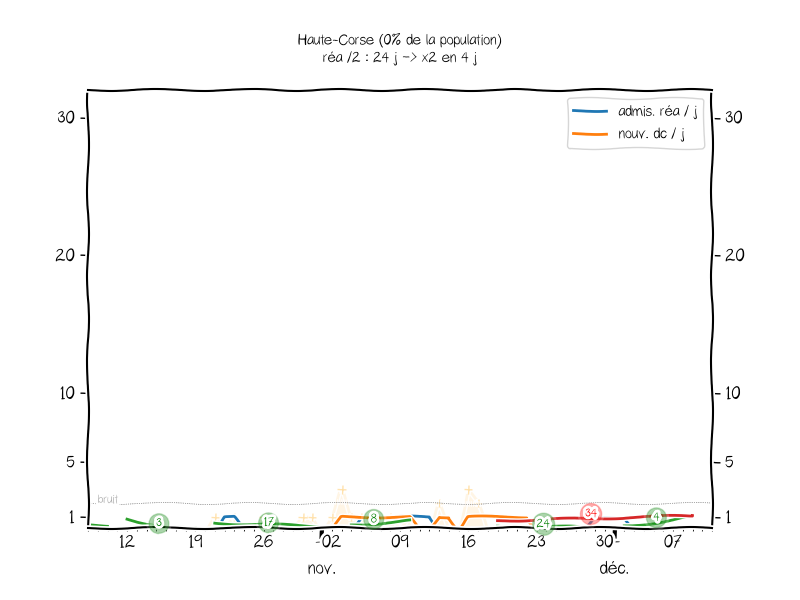 Haute-Corse (0% de la population)
réa /2 : 24 j -> x2 en 4 j
admis. réa / j
nouv. dc / j
30 30
20 20
10 10
5 5
bruit
1 1
3 17 8 24 34 4
12 19 26 02 09 16 23 30 07
nov. déc.